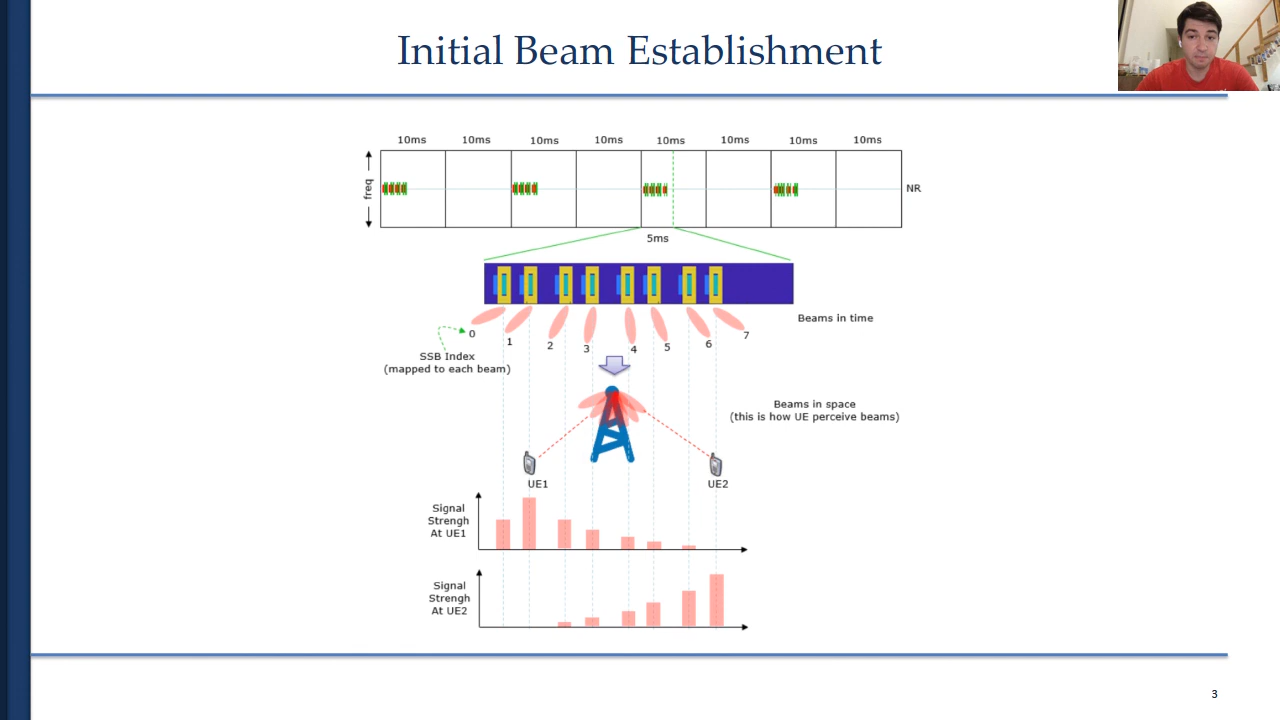 Initial Beam Establishment
10ms 10ms 10ms 10ms 10ms 10ms 10ms 10ms
freq
NR
5ms
Beams in time
0 1 2 3 4 5 6 7
SSB Index
(mapped to each beam)
Beams in space
(this is how UE perceive beams)
UE1 UE2
Signal
Strengh
At UE1
Signal
Strengh
At UE2
3